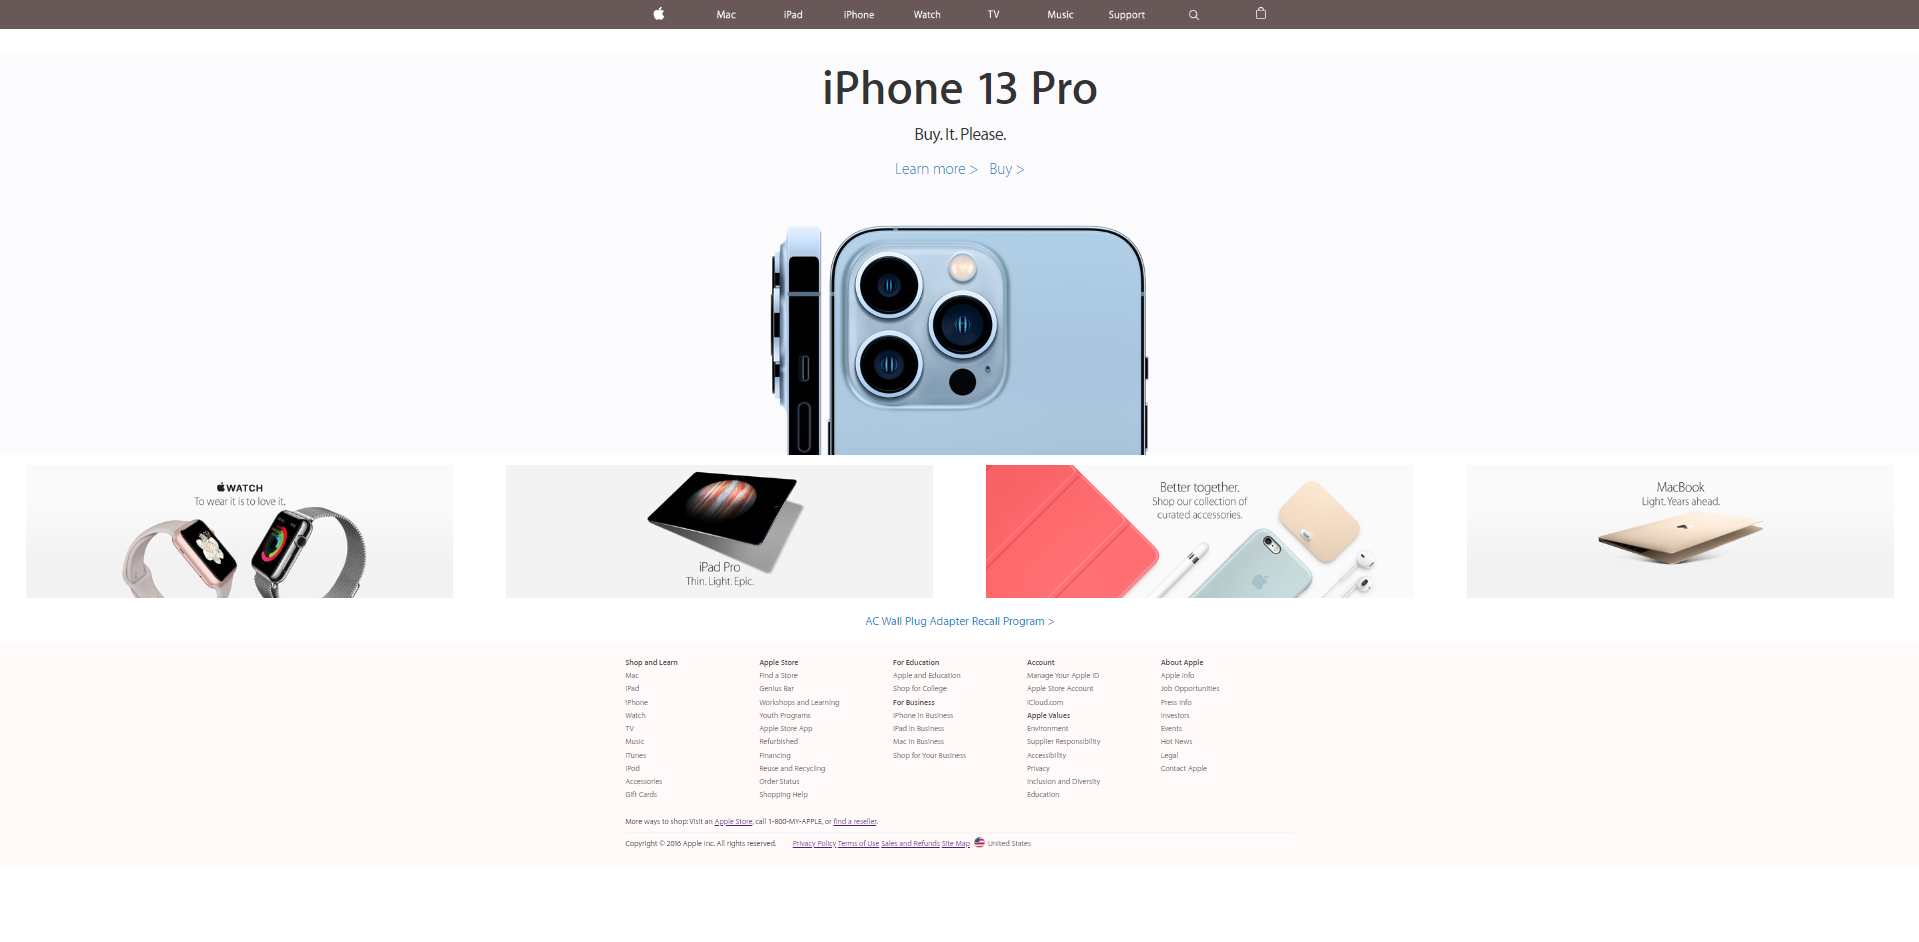 Mac iPad iPhone Watch TV Music Support
iPhone 13 Pro
Buy. It. Please.
Learn more > Buy >
WATCH
To wear it is to love it.
iPad Pro
Thin. Light. Epic.
Better together.
Shop our collection of
curated accessories.
MacBook
Light. Years ahead.
AC Wall Plug Adapter Recall Program >
Shop and Learn
Mac
iPad
iPhone
Watch
TV
Music
iTunes
iPod
Accessories
Gift Cards
Apple Store
Find a Store
Genius Bar
Workshops and Learning
Youth Programs
Apple Store App
Refurbished
Financing
Reuse and Recycling
Order Status
Shopping Help
For Education
Apple and Education
Shop for College
For Business
iPhone in Business
iPad in Business
Mac in Business
Shop for Your Business
Account
Manage Your Apple ID
Apple Store Account
iCloud.com
Apple Values
Environment
Supplier Responsibility
Accessibility
Privacy
Inclusion and Diversity
Education
About Apple
Apple Info
Job Opportunities
Press Info
Investors
Events
Hot News
Legal
Contact Apple
More ways to shop: Visit an Apple Store, call 1-800-MY-APPLE, or find a reseller.
Copyright © 2016 Apple Inc. All rights reserved. Privacy Policy Terms of Use Sales and Refunds Site Map United States